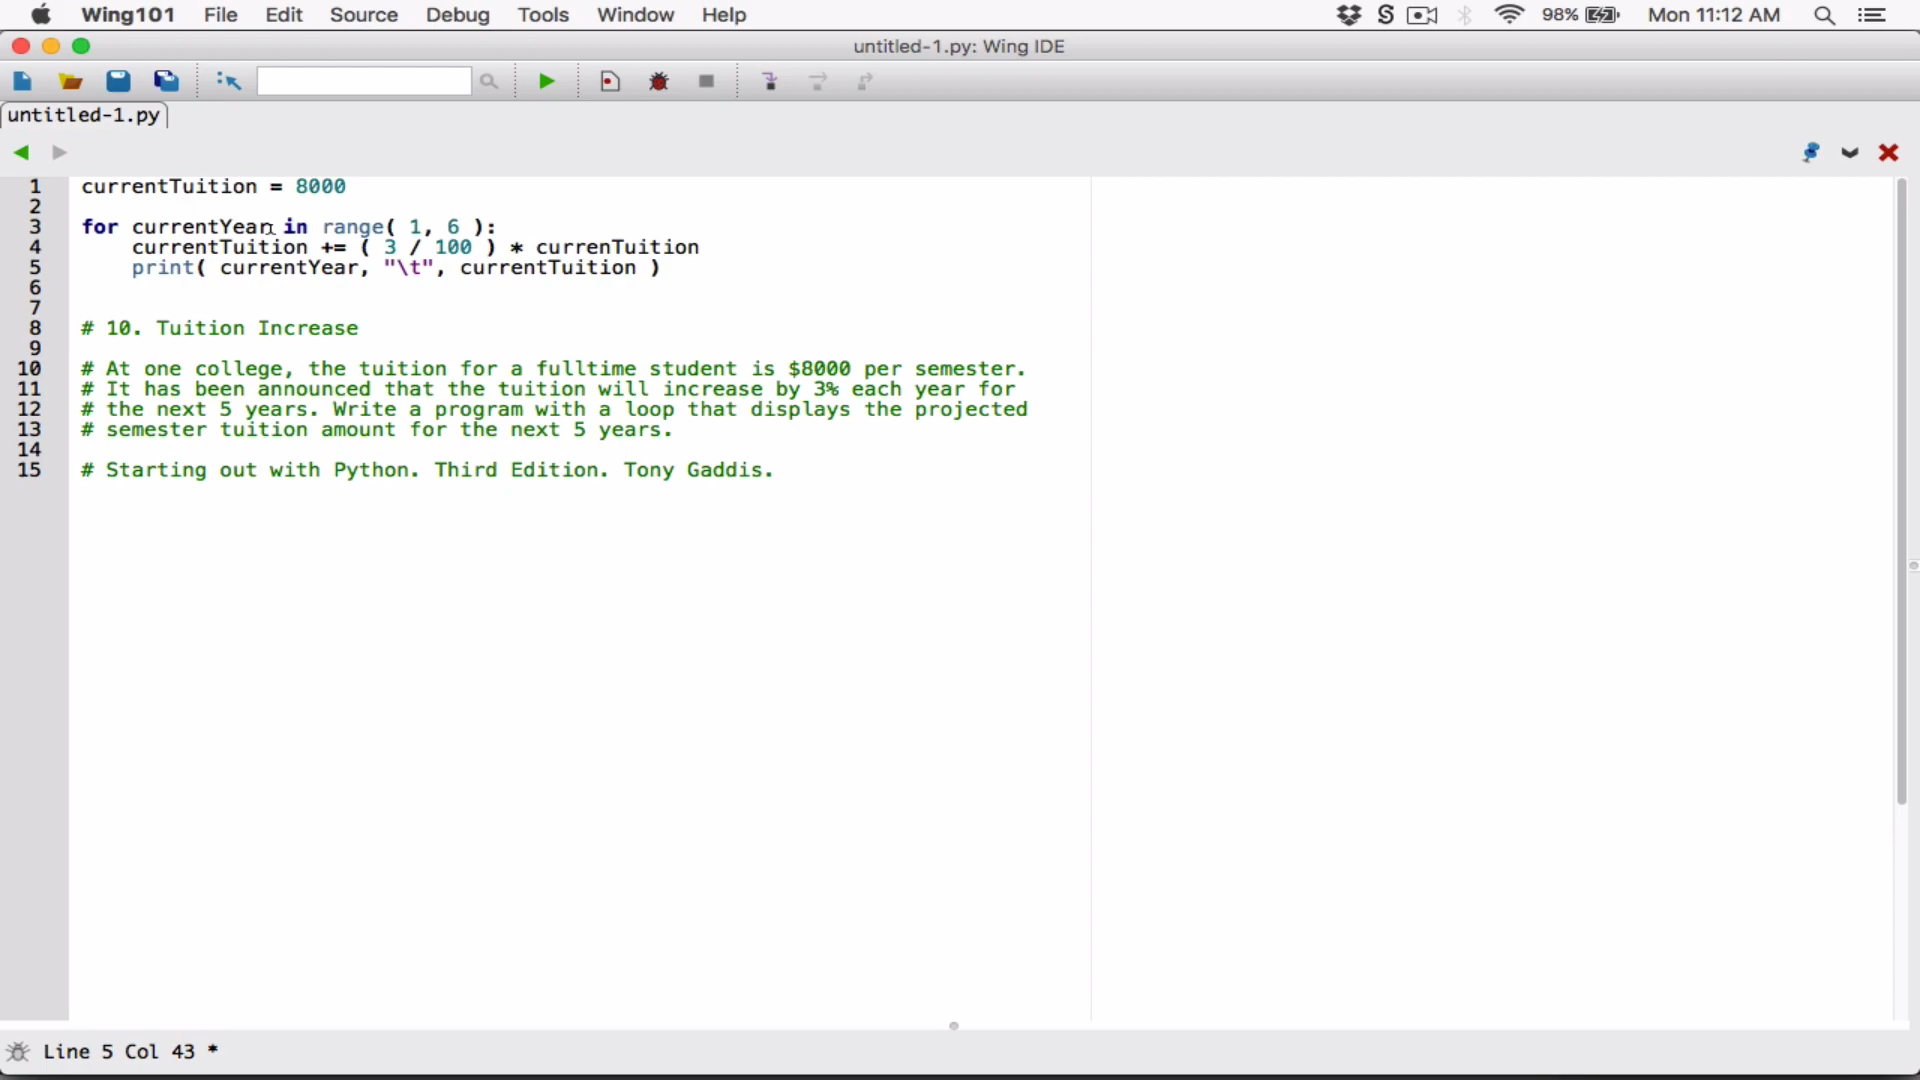 Wing101 File Edit Source Debug Tools Window Help 98% Mon 11:12 AM
untitled-1.py: Wing IDE
untitled-1.py
1 currentTuition = 8000
2
3 for currentYear in range( 1, 6 ):
4 currentTuition += ( 3 / 100 ) * currenTuition
5 print( currentYear, "\t", currentTuition )
6
7
8 # 10. Tuition Increase
9
10 # At one college, the tuition for a fulltime student is $8000 per semester.
11 # It has been announced that the tuition will increase by 3% each year for
12 # the next 5 years. Write a program with a loop that displays the projected
13 # semester tuition amount for the next 5 years.
14
15 # Starting out with Python. Third Edition. Tony Gaddis.
Line 5 Col 43 *